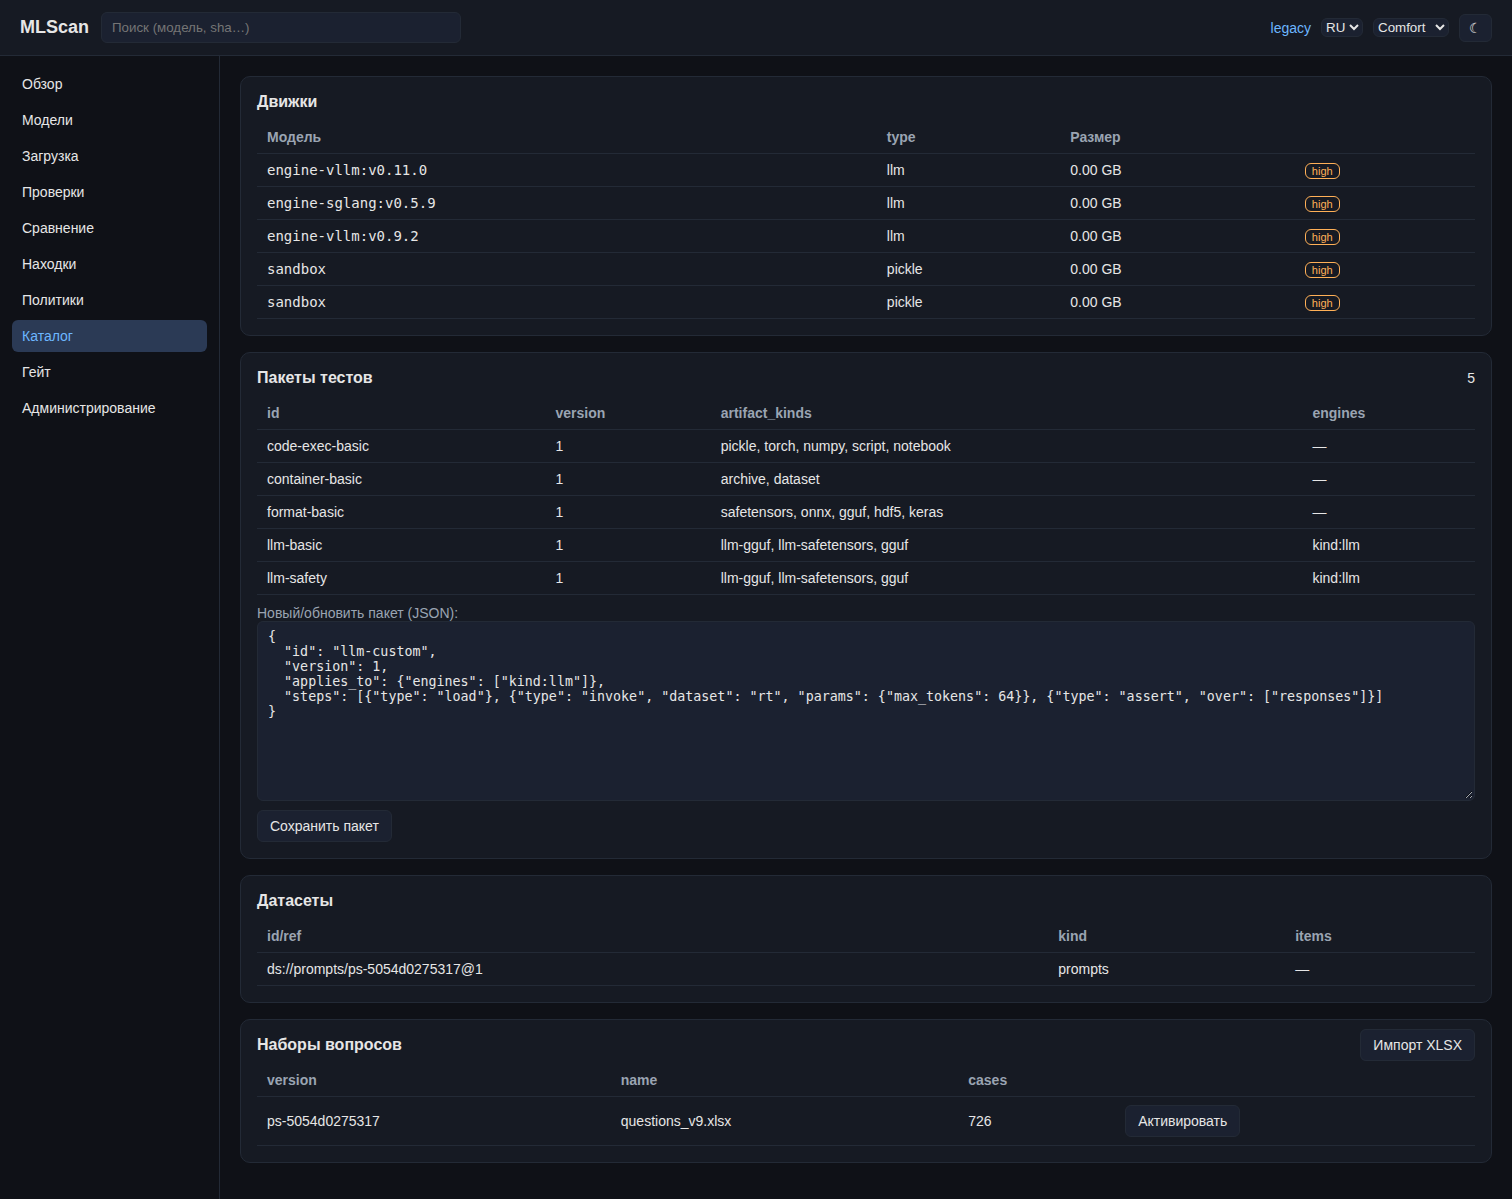 MLScan
Поиск (модель, sha…)
legacy
RU
Comfort
Обзор
Модели
Загрузка
Проверки
Сравнение
Находки
Политики
Каталог
Гейт
Администрирование
Движки
Модель type Размер
engine-vllm:v0.11.0 llm 0.00 GB high
engine-sglang:v0.5.9 llm 0.00 GB high
engine-vllm:v0.9.2 llm 0.00 GB high
sandbox pickle 0.00 GB high
sandbox pickle 0.00 GB high
Пакеты тестов 5
id version artifact_kinds engines
code-exec-basic 1 pickle, torch, numpy, script, notebook —
container-basic 1 archive, dataset —
format-basic 1 safetensors, onnx, gguf, hdf5, keras —
llm-basic 1 llm-gguf, llm-safetensors, gguf kind:llm
llm-safety 1 llm-gguf, llm-safetensors, gguf kind:llm
Новый/обновить пакет (JSON):
{
"id": "llm-custom",
"version": 1,
"applies_to": {"engines": ["kind:llm"]},
"steps": [{"type": "load"}, {"type": "invoke", "dataset": "rt", "params": {"max_tokens": 64}}, {"type": "assert", "over": ["responses"]}]
}
Сохранить пакет
Датасеты
id/ref kind items
ds://prompts/ps-5054d0275317@1 prompts —
Наборы вопросов Импорт XLSX
version name cases
ps-5054d0275317 questions_v9.xlsx 726 Активировать